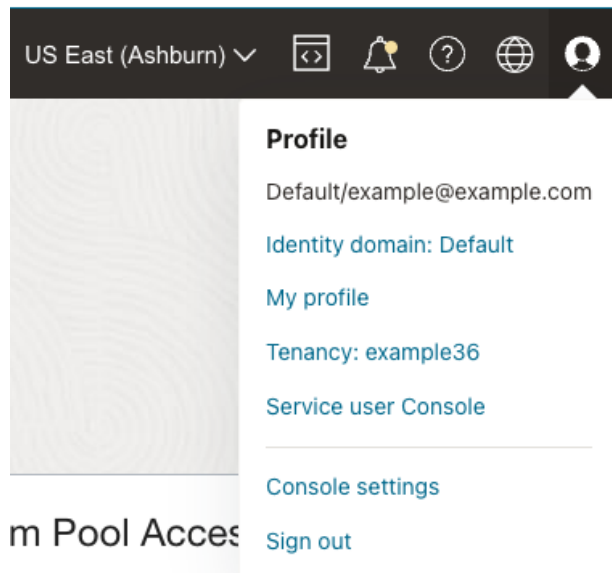 US East (Ashburn)
Profile
Default/example@example.com
Identity domain: Default
My profile
Tenancy: example36
Service user Console
Console settings
m Pool Acces
Sign out